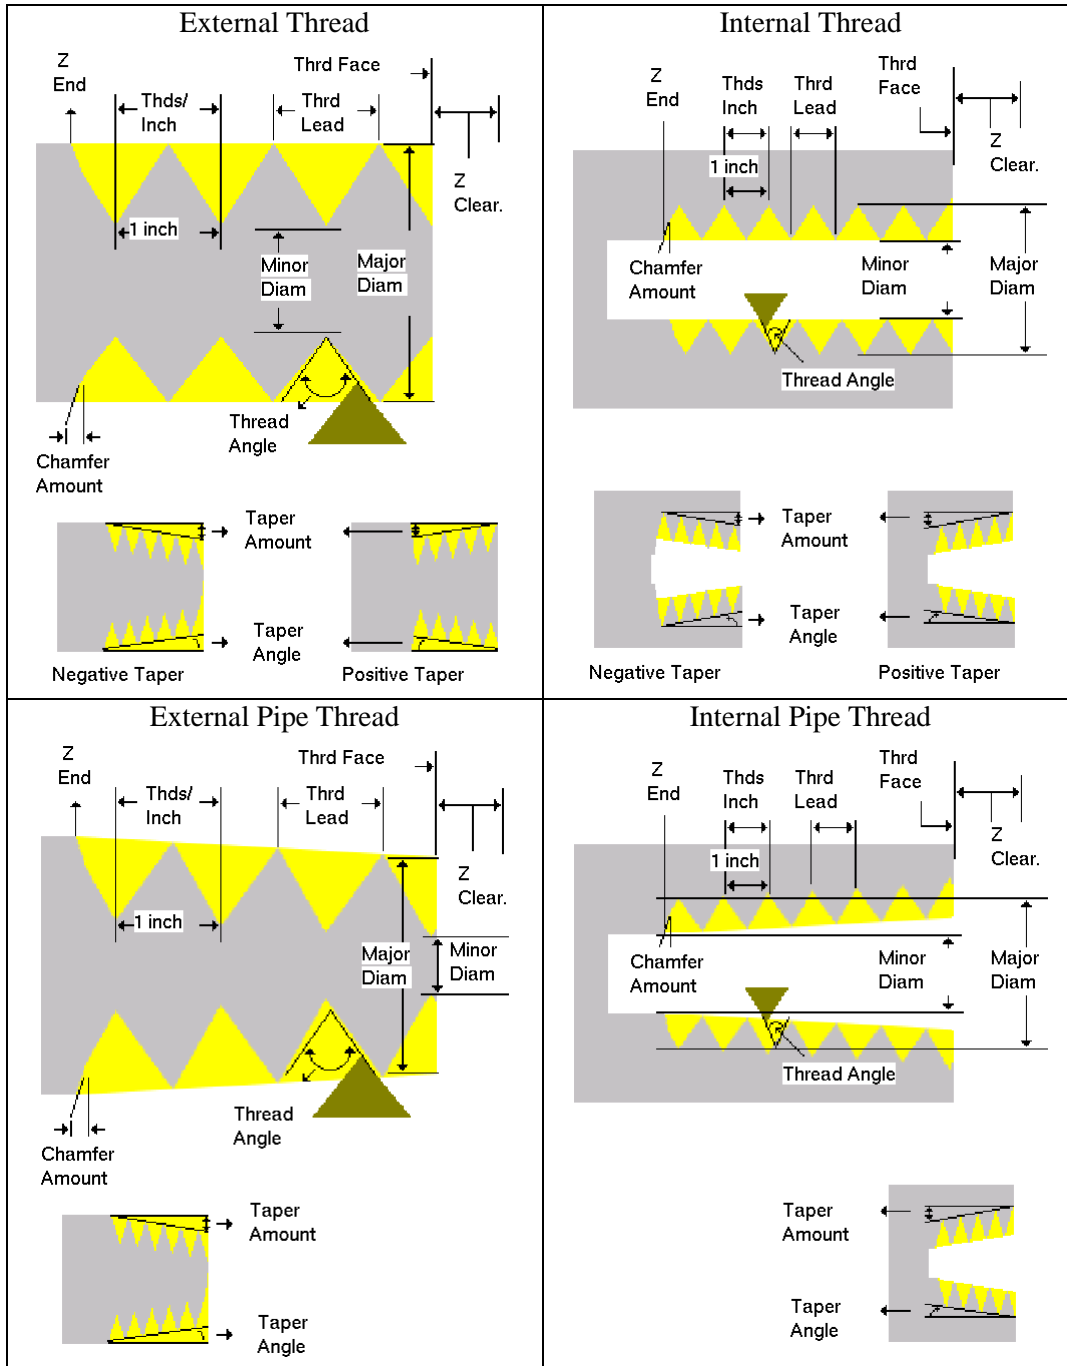 External Thread
Z
End
Thrd Face
Thds/
Inch
Thrd
Lead
Z
Clear.
1 inch
Minor
Diam
Major
Diam
Thread
Angle
Chamfer
Amount
Taper
Amount
Taper
Angle
Negative Taper
Positive Taper
Internal Thread
Z
End
Thds
Inch
Thrd
Lead
Thrd
Face
Z
Clear.
1 inch
Chamfer
Amount
Minor
Diam
Major
Diam
Thread Angle
Taper
Amount
Taper
Angle
Negative Taper
Positive Taper
External Pipe Thread
Z
End
Thrd Face
Thds/
Inch
Thrd
Lead
Z
Clear.
1 inch
Major
Diam
Minor
Diam
Thread
Angle
Chamfer
Amount
Taper
Amount
Taper
Angle
Internal Pipe Thread
Z
End
Thds
Inch
Thrd
Lead
Thrd
Face
Z
Clear.
1 inch
Chamfer
Amount
Minor
Diam
Major
Diam
Thread Angle
Taper
Amount
Taper
Angle